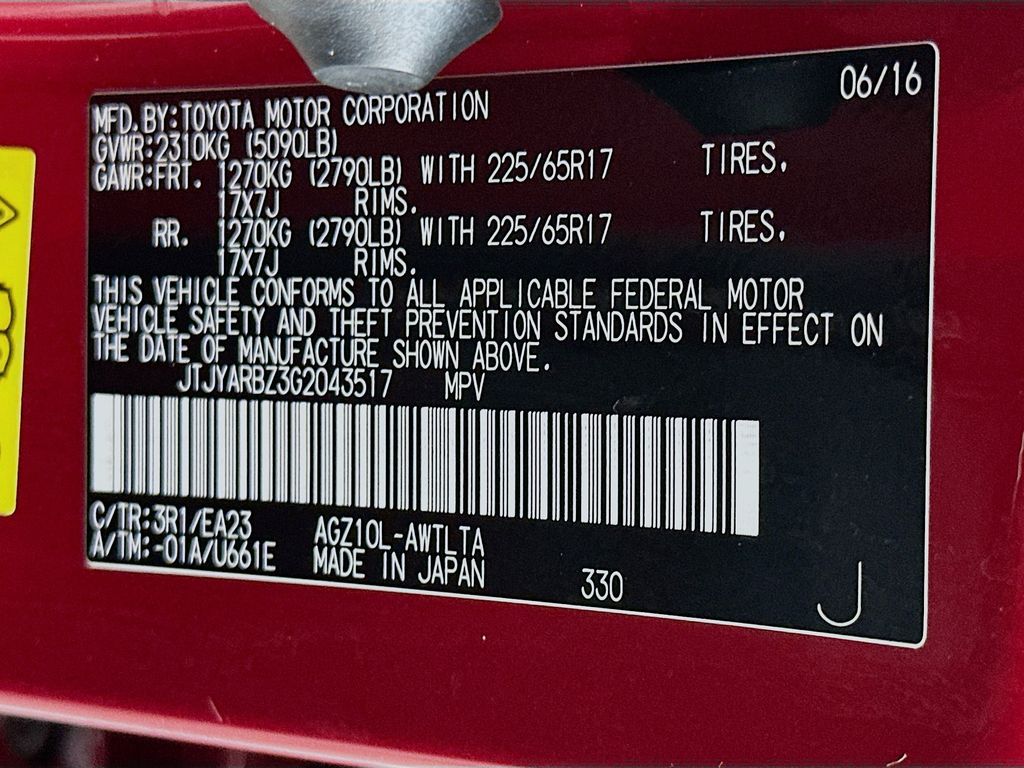 06/16
MFD. BY:TOYOTA MOTOR CORPORATION
GVWR:2310KG (5090LB)
GAWR:FRT. 1270KG (2790LB) WITH 225/65R17 TIRES.
17X7J RIMS.
RR. 1270KG (2790LB) WITH 225/65R17 TIRES.
17X7J RIMS.
THIS VEHICLE CONFORMS TO ALL APPLICABLE FEDERAL MOTOR
VEHICLE SAFETY AND THEFT PREVENTION STANDARDS IN EFFECT ON
THE DATE OF MANUFACTURE SHOWN ABOVE.
JTJYARBZ3G2043517 MPV
C/TR:3R1/EA23 AGZ10L-AWTLTA
A/TM:-01A/U661E MADE IN JAPAN 330 J